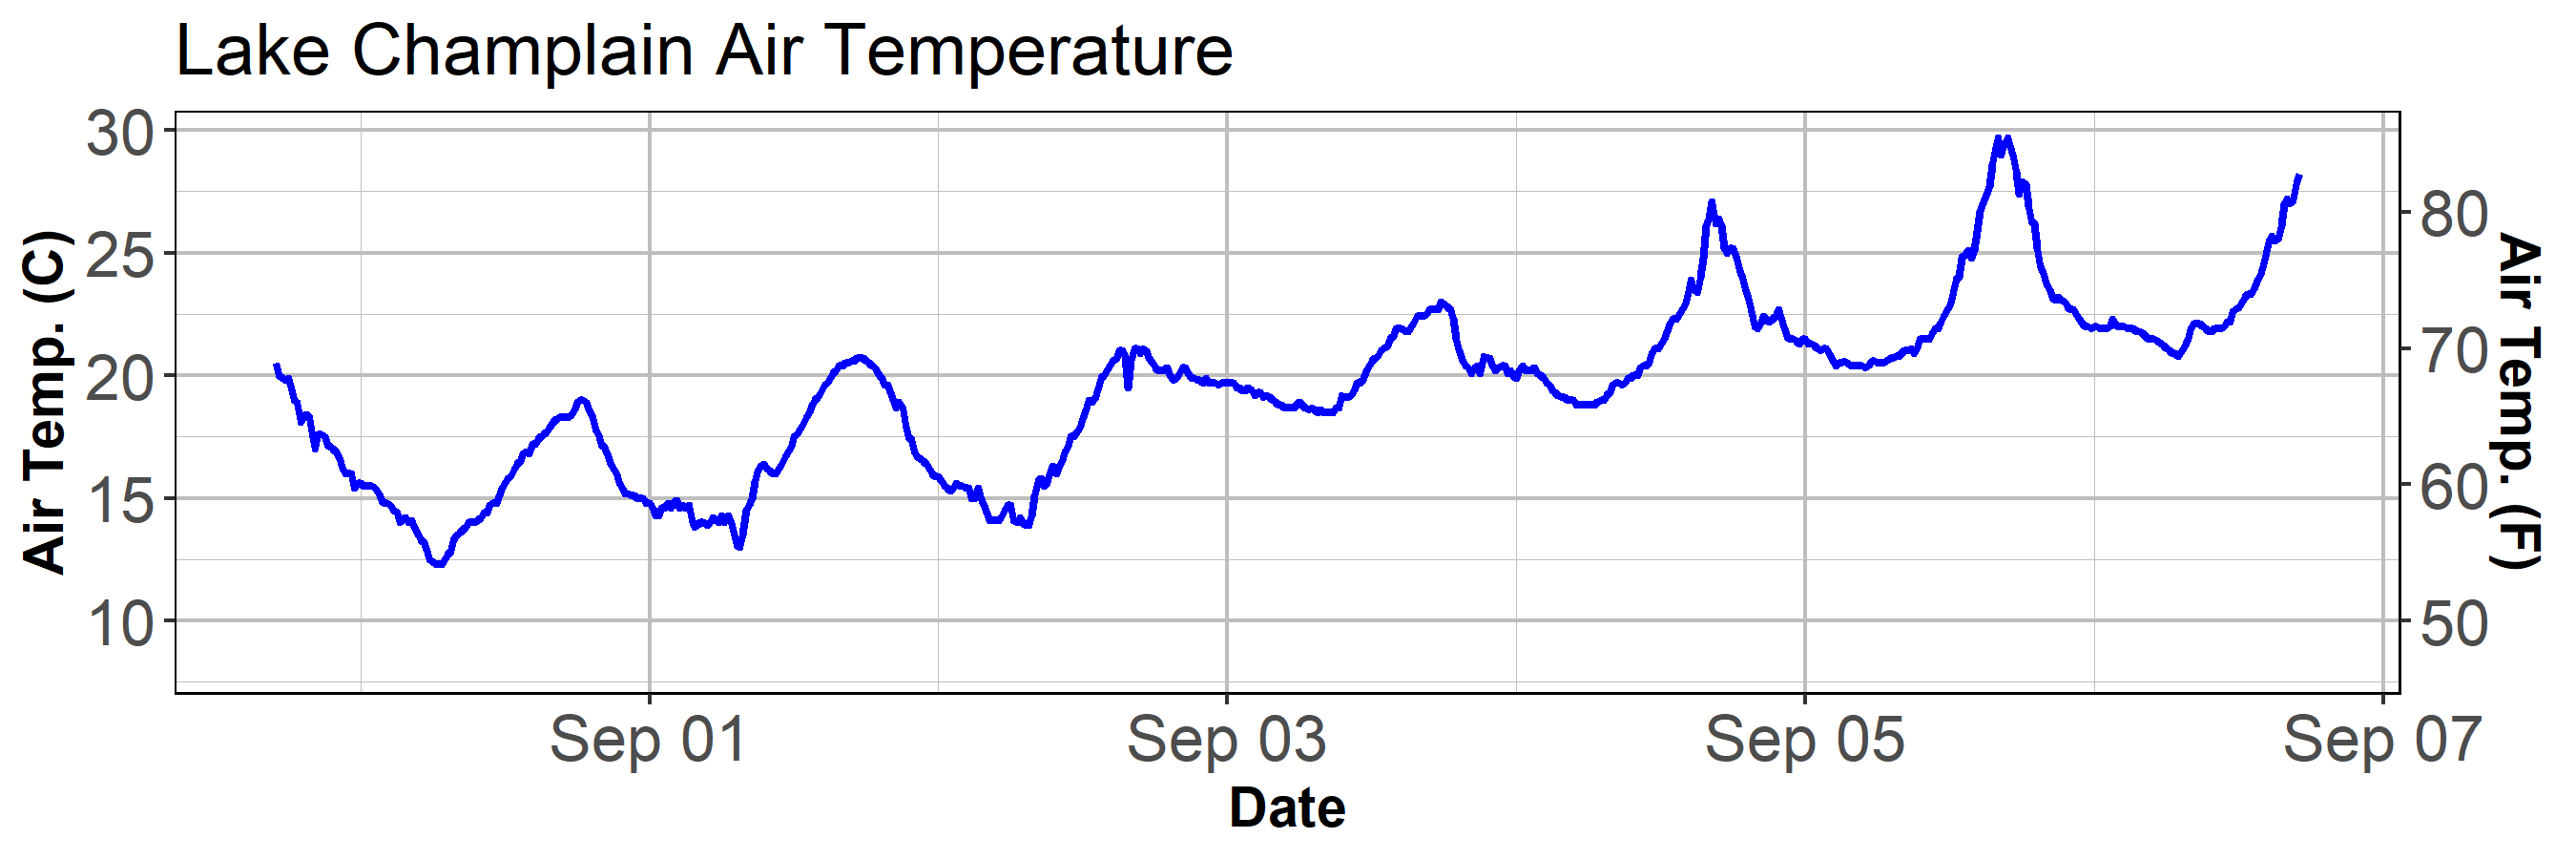 Lake Champlain Air Temperature
Air Temp. (C)
30
25
20
15
10
80
70
60
50
Air Temp. (F)
Sep 01
Sep 03
Sep 05
Sep 07
Date